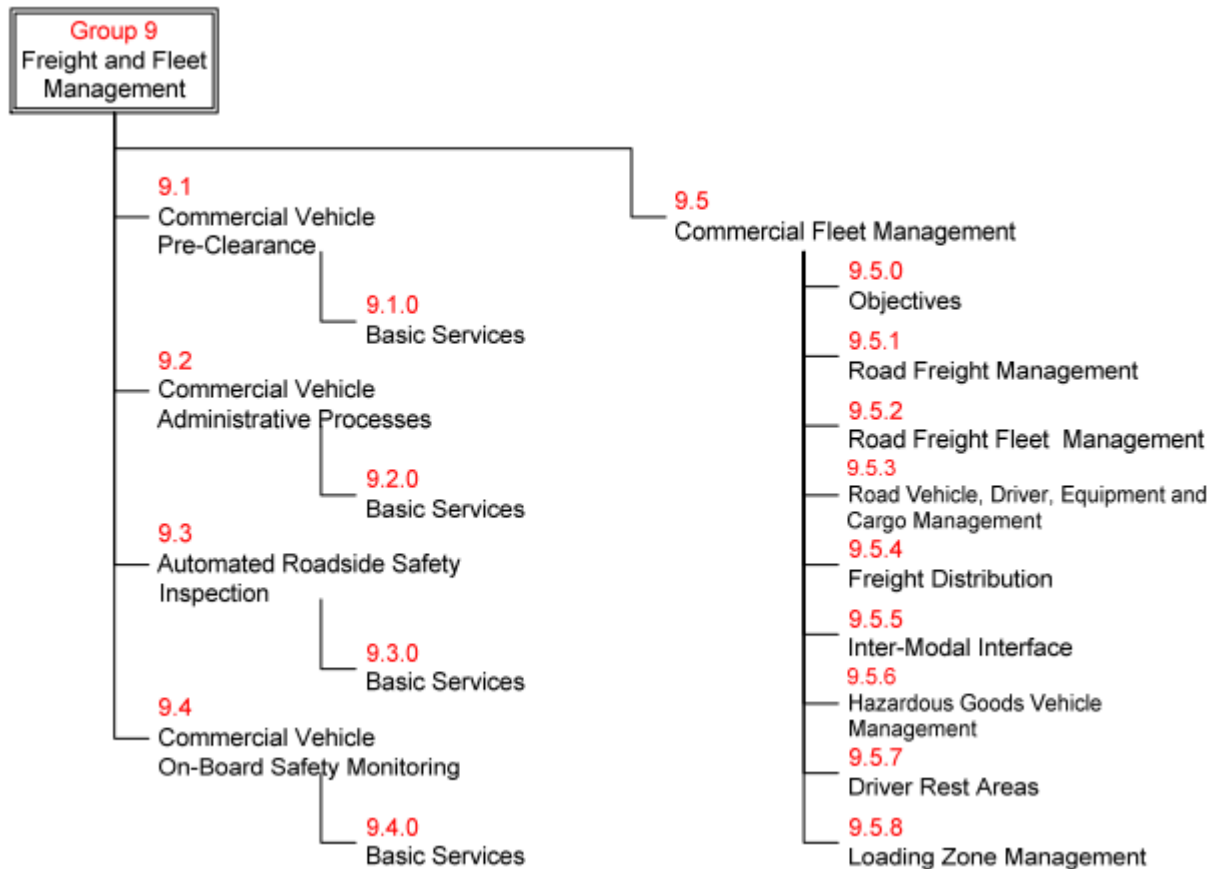 Group 9
Freight and Fleet
Management
9.1
Commercial Vehicle
Pre-Clearance
9.1.0
Basic Services
9.2
Commercial Vehicle
Administrative Processes
9.2.0
Basic Services
9.3
Automated Roadside Safety
Inspection
9.3.0
Basic Services
9.4
Commercial Vehicle
On-Board Safety Monitoring
9.4.0
Basic Services
9.5
Commercial Fleet Management
9.5.0
Objectives
9.5.1
Road Freight Management
9.5.2
Road Freight Fleet Management
9.5.3
Road Vehicle, Driver, Equipment and
Cargo Management
9.5.4
Freight Distribution
9.5.5
Inter-Modal Interface
9.5.6
Hazardous Goods Vehicle
Management
9.5.7
Driver Rest Areas
9.5.8
Loading Zone Management